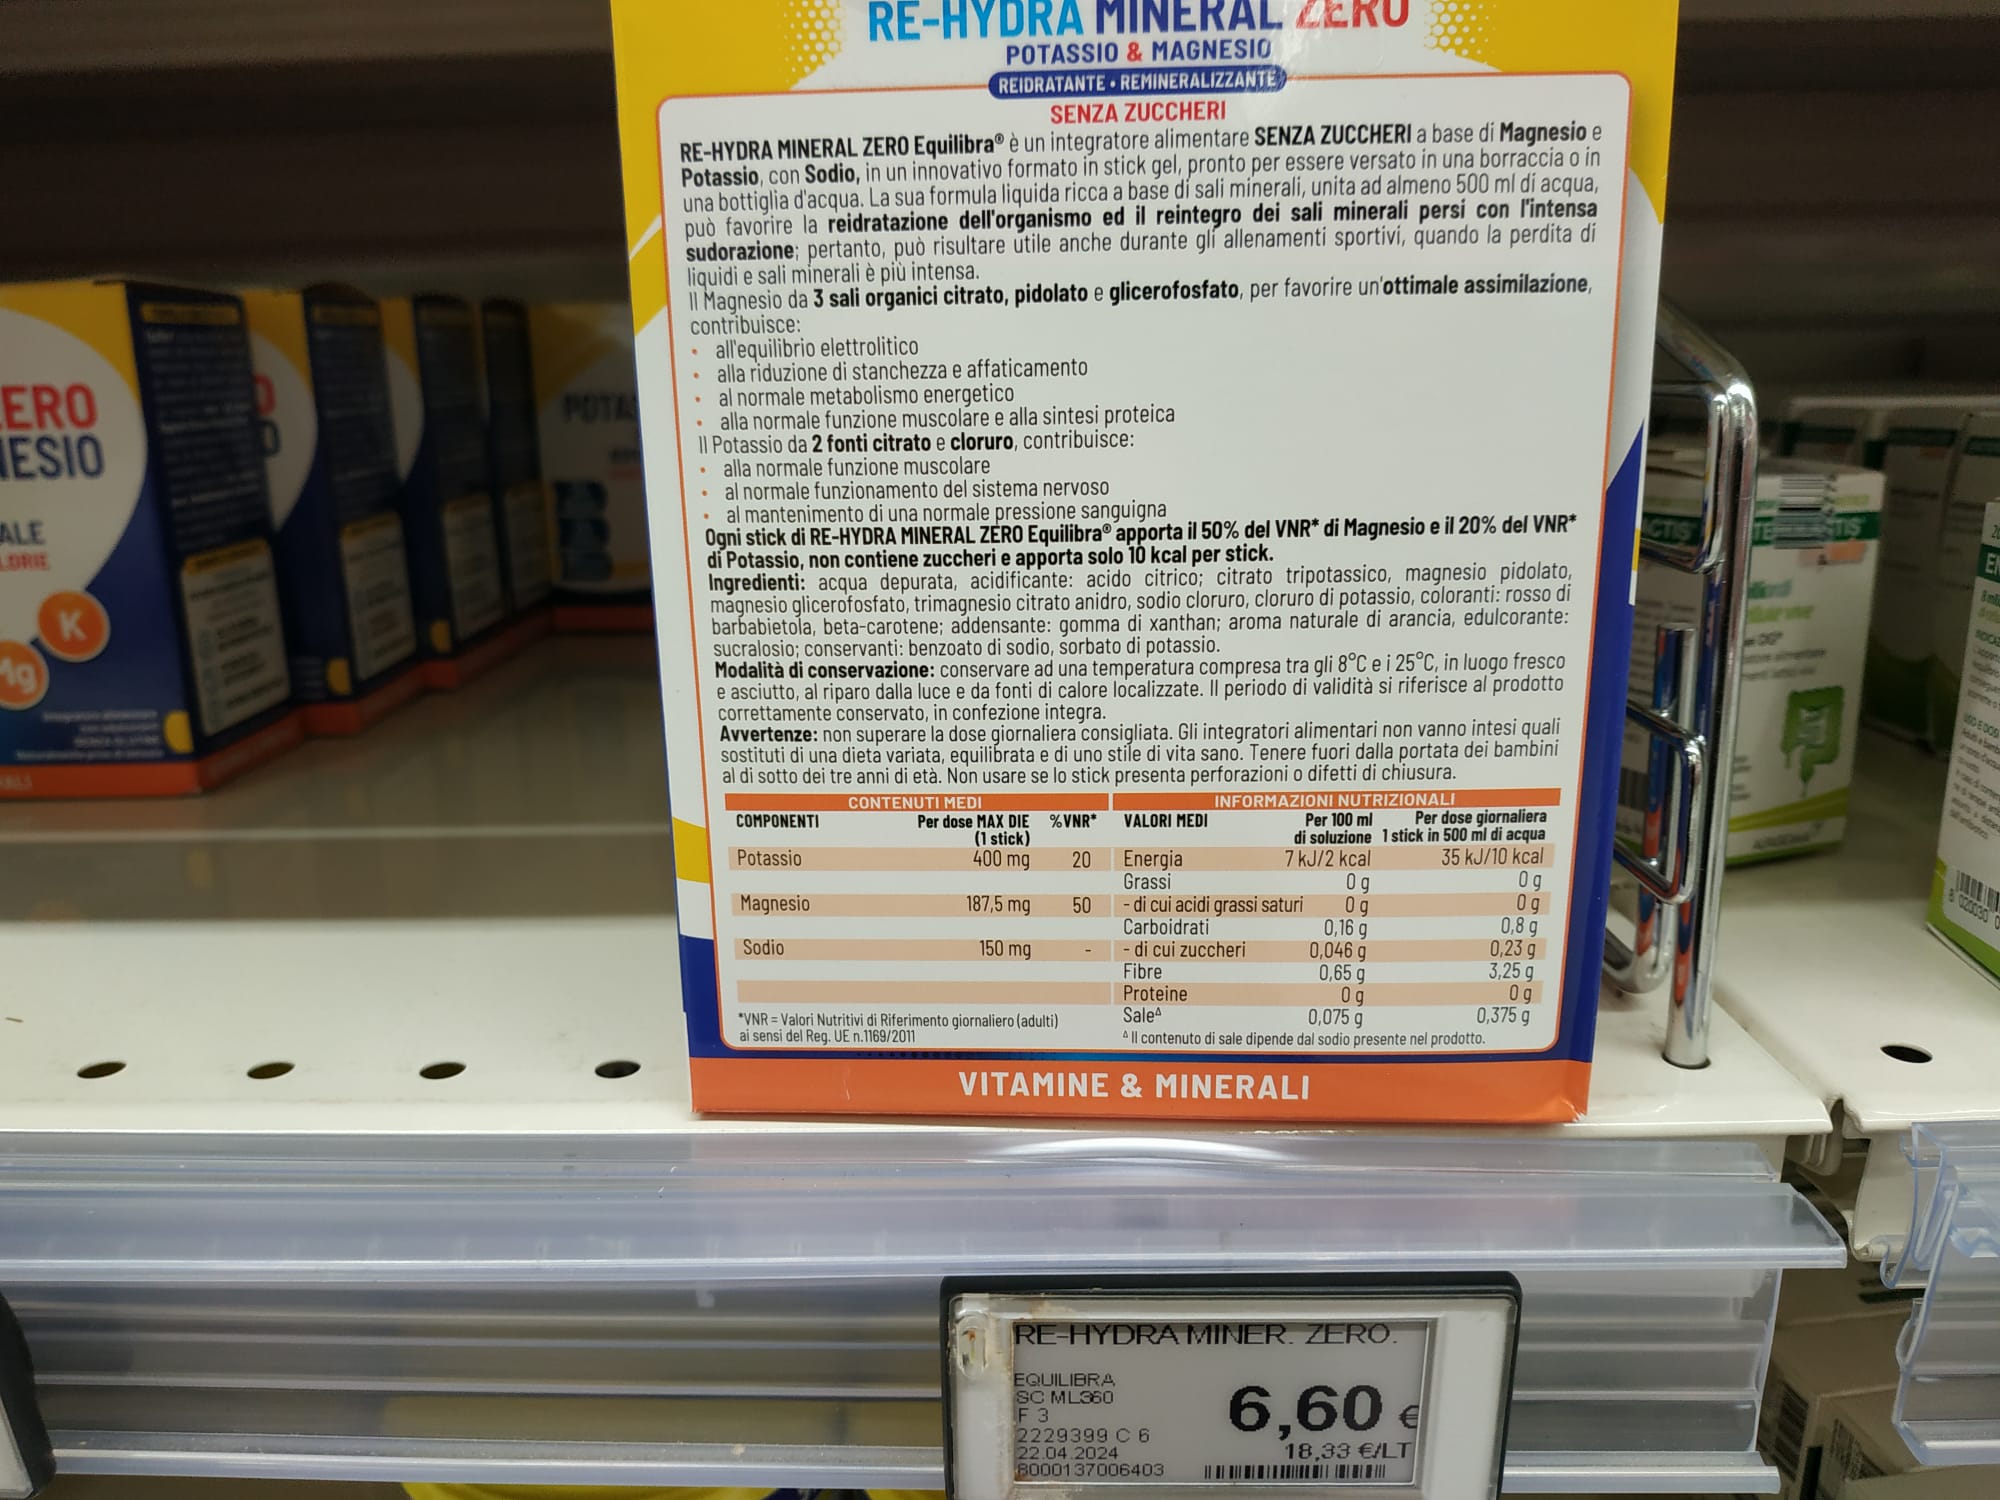 RE-HYDRA MINERAL ZERO
POTASSIO & MAGNESIO
REIDRATANTE • REMINERALIZZANTE
SENZA ZUCCHERI
RE-HYDRA MINERAL ZERO Equilibra® è un integratore alimentare SENZA ZUCCHERI a base di Magnesio e
Potassio, con Sodio, in un innovativo formato in stick gel, pronto per essere versato in una borraccia o in
una bottiglia d'acqua. La sua formula liquida ricca a base di sali minerali, unita ad almeno 500 ml di acqua,
può favorire la reidratazione dell'organismo ed il reintegro dei sali minerali persi con l'intensa
sudorazione; pertanto, può risultare utile anche durante gli allenamenti sportivi, quando la perdita di
liquidi e sali minerali è più intensa.
Il Magnesio da 3 sali organici citrato, pidolato e glicerofosfato, per favorire un'ottimale assimilazione,
contribuisce:
• all'equilibrio elettrolitico
• alla riduzione di stanchezza e affaticamento
• al normale metabolismo energetico
• alla normale funzione muscolare e alla sintesi proteica
Il Potassio da 2 fonti citrato e cloruro, contribuisce:
• alla normale funzione muscolare
• al normale funzionamento del sistema nervoso
• al mantenimento di una normale pressione sanguigna
Ogni stick di RE-HYDRA MINERAL ZERO Equilibra® apporta il 50% del VNR* di Magnesio e il 20% del VNR*
di Potassio, non contiene zuccheri e apporta solo 10 kcal per stick.
Ingredienti: acqua depurata, acidificante: acido citrico; citrato tripotassico, magnesio pidolato,
magnesio glicerofosfato, trimagnesio citrato anidro, sodio cloruro, cloruro di potassio, coloranti: rosso di
barbabietola, beta-carotene; addensante: gomma di xanthan; aroma naturale di arancia, edulcorante:
sucralosio; conservanti: benzoato di sodio, sorbato di potassio.
Modalità di conservazione: conservare ad una temperatura compresa tra gli 8°C e i 25°C, in luogo fresco
e asciutto, al riparo dalla luce e da fonti di calore localizzate. Il periodo di validità si riferisce al prodotto
correttamente conservato, in confezione integra.
Avvertenze: non superare la dose giornaliera consigliata. Gli integratori alimentari non vanno intesi quali
sostituti di una dieta variata, equilibrata e di uno stile di vita sano. Tenere fuori dalla portata dei bambini
al di sotto dei tre anni di età. Non usare se lo stick presenta perforazioni o difetti di chiusura.
CONTENUTI MEDI
COMPONENTI Per dose MAX DIE %VNR*
(1 stick)
Potassio 400 mg 20
Magnesio 187,5 mg 50
Sodio 150 mg -
*VNR = Valori Nutritivi di Riferimento giornaliero (adulti)
ai sensi del Reg. UE n.1169/2011
INFORMAZIONI NUTRIZIONALI
VALORI MEDI Per 100 ml Per dose giornaliera
di soluzione 1 stick in 500 ml di acqua
Energia 7 kJ/2 kcal 35 kJ/10 kcal
Grassi 0 g 0 g
- di cui acidi grassi saturi 0 g 0 g
Carboidrati 0,16 g 0,8 g
- di cui zuccheri 0,046 g 0,23 g
Fibre 0,65 g 3,25 g
Proteine 0 g 0 g
Sale∆ 0,075 g 0,375 g
∆ Il contenuto di sale dipende dal sodio presente nel prodotto.
VITAMINE & MINERALI
ERO
ESIO
ALE
LORIE
K
Mg
POTA
RE-HYDRA MINER. ZERO.
EQUILIBRA
SC ML360
F 3
2229399 C 6
22.04.2024
8000137006403
6,60 €
18,33 €/LT